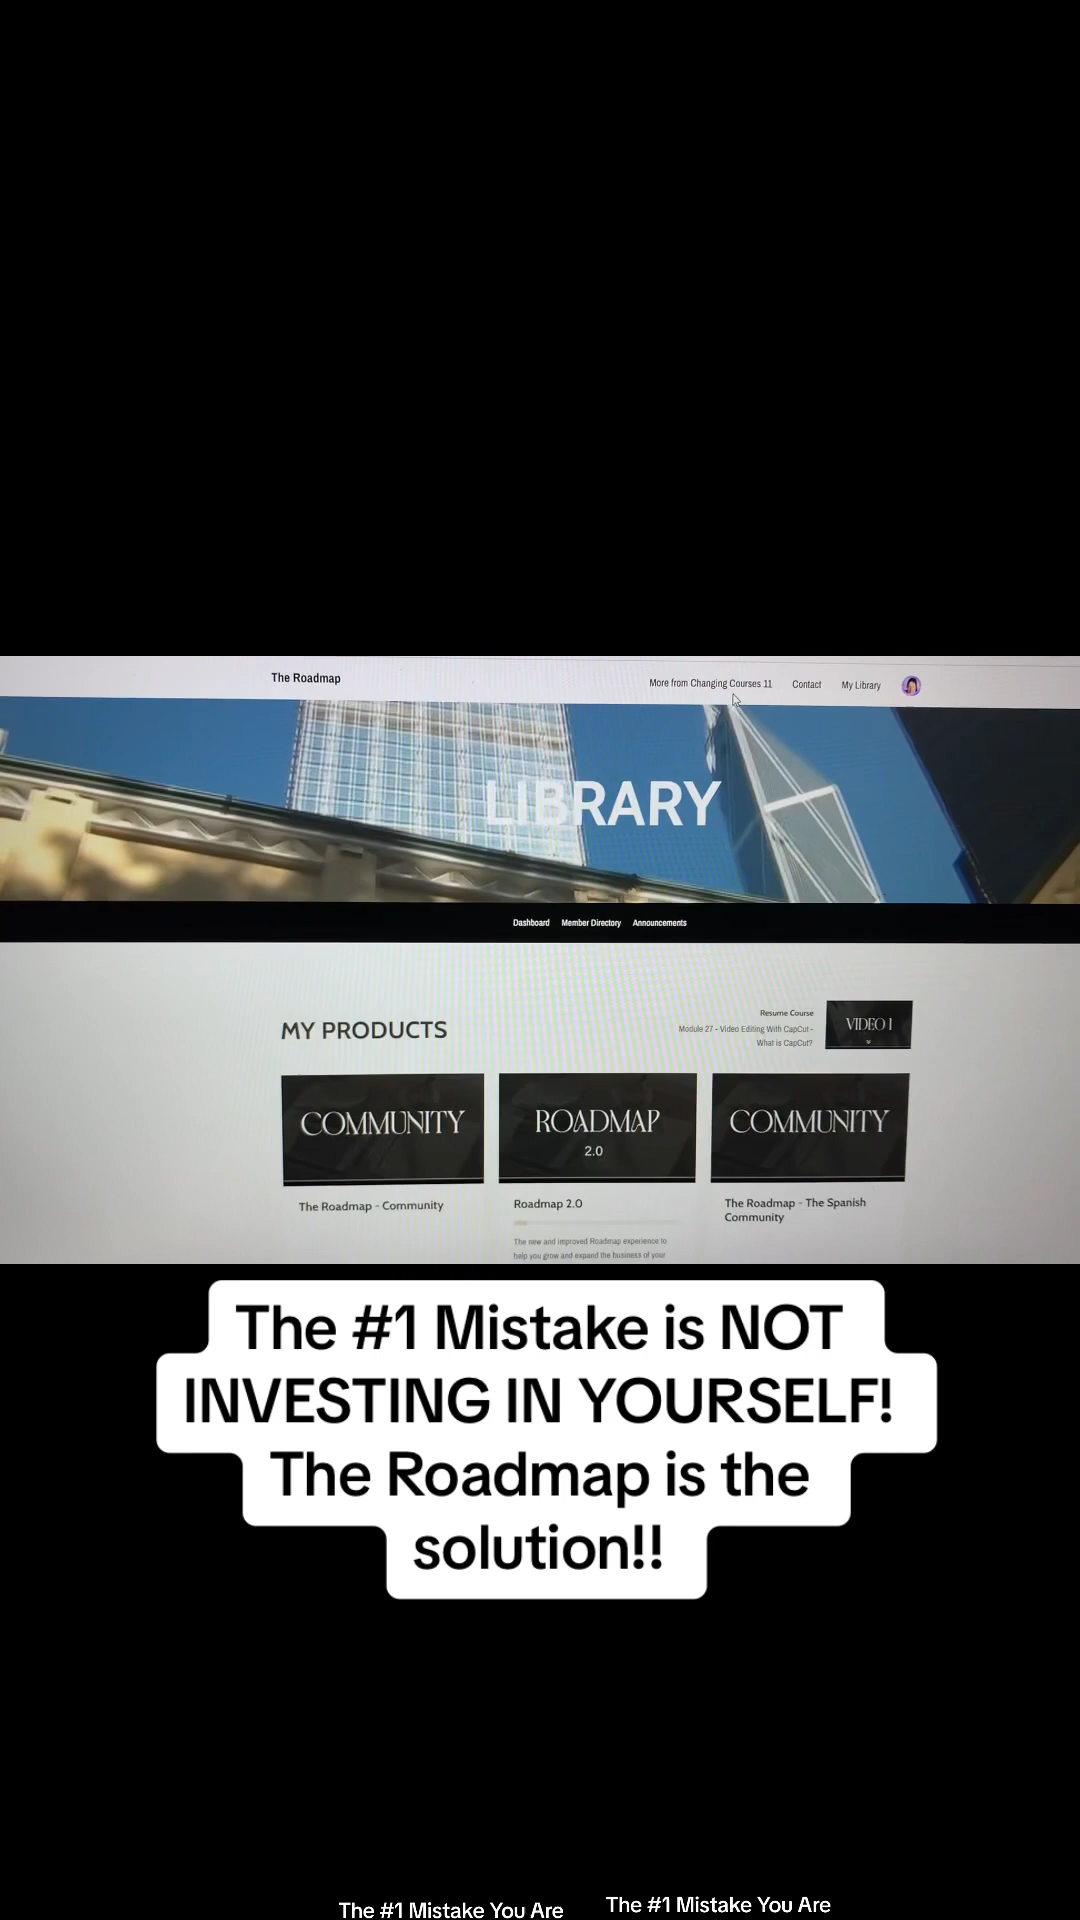 The Roadmap
More from Changing Courses 11 Contact My Library
LIBRARY
Dashboard Member Directory Announcements
MY PRODUCTS
Resume Course
Module 27 - Video Editing With CapCut -
What is CapCut?
VIDEO 1
COMMUNITY
ROADMAP
2.0
COMMUNITY
The Roadmap - Community
Roadmap 2.0
The new and improved Roadmap experience to
help you grow and expand the business of your
The Roadmap - The Spanish
Community
The #1 Mistake is NOT
INVESTING IN YOURSELF!
The Roadmap is the
solution!!
The #1 Mistake You Are
The #1 Mistake You Are